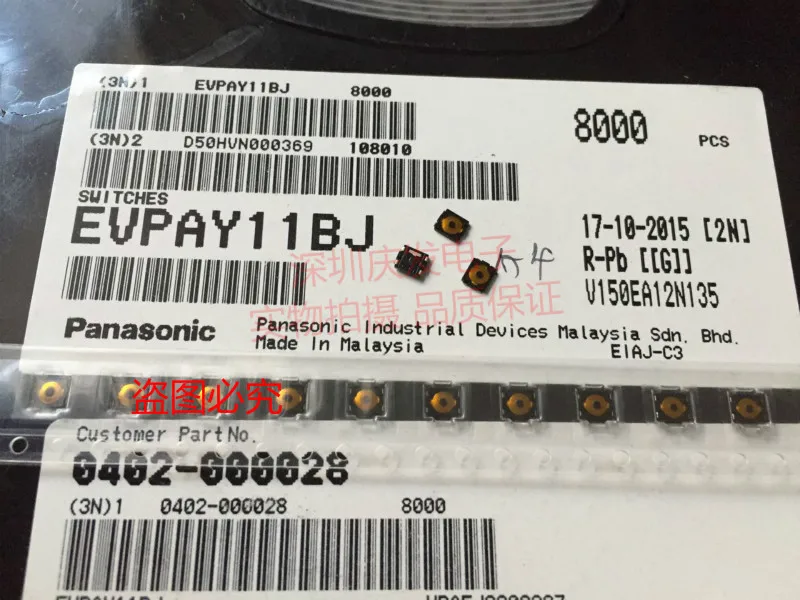 (3N)1 EVPAY11BJ 8000
(3N)2 D50HVN000369 108010
8000 PCS
SWITCHES
EVPAY11BJ
17-10-2015 [2N]
R-Pb [[G]]
V150EA12N135
深圳庆发电子
实物拍摄 品质保证
Panasonic
Panasonic Industrial Devices Malaysia Sdn. Bhd.
Made In Malaysia
EIAJ-C3
盗图必究
Customer Part No.
0402-000028
(3N)1 0402-000028 8000
EVPAY11BJ